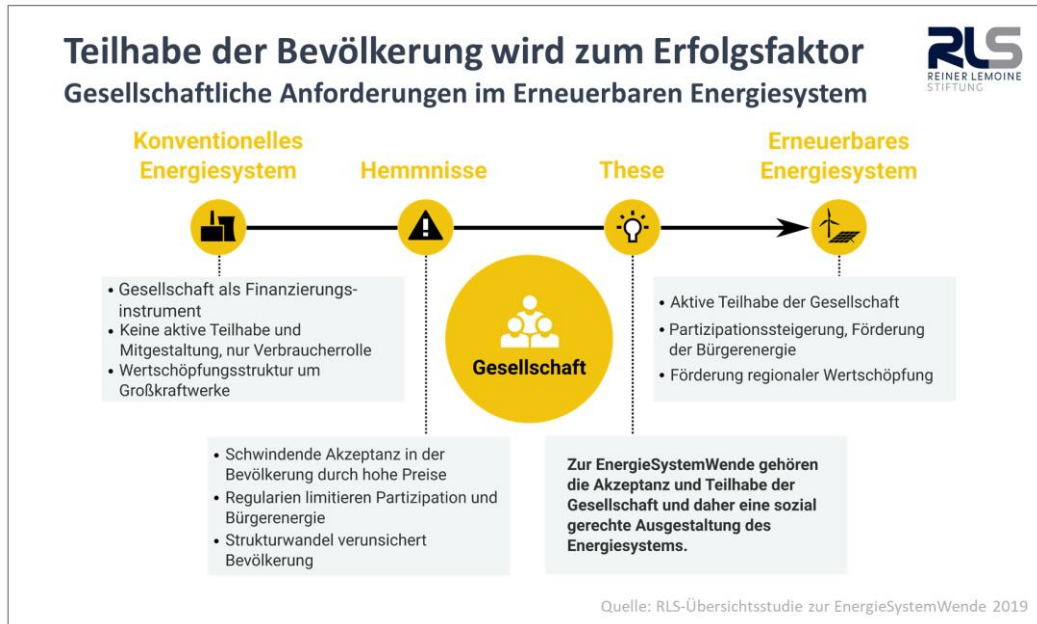 Teilhabe der Bevölkerung wird zum Erfolgsfaktor
Gesellschaftliche Anforderungen im Erneuerbaren Energiesystem
RLS
REINER LEMOINE
STIFTUNG
Konventionelles
Energiesystem
Hemmnisse
These
Erneuerbares
Energiesystem
• Gesellschaft als Finanzierungs-
instrument
• Keine aktive Teilhabe und
Mitgestaltung, nur Verbraucherrolle
• Wertschöpfungsstruktur um
Großkraftwerke
Gesellschaft
• Aktive Teilhabe der Gesellschaft
• Partizipationssteigerung, Förderung
der Bürgerenergie
• Förderung regionaler Wertschöpfung
• Schwindende Akzeptanz in der
Bevölkerung durch hohe Preise
• Regularien limitieren Partizipation und
Bürgerenergie
• Strukturwandel verunsichert
Bevölkerung
Zur EnergieSystemWende gehören
die Akzeptanz und Teilhabe der
Gesellschaft und daher eine sozial
gerechte Ausgestaltung des
Energiesystems.
Quelle: RLS-Übersichtsstudie zur EnergieSystemWende 2019